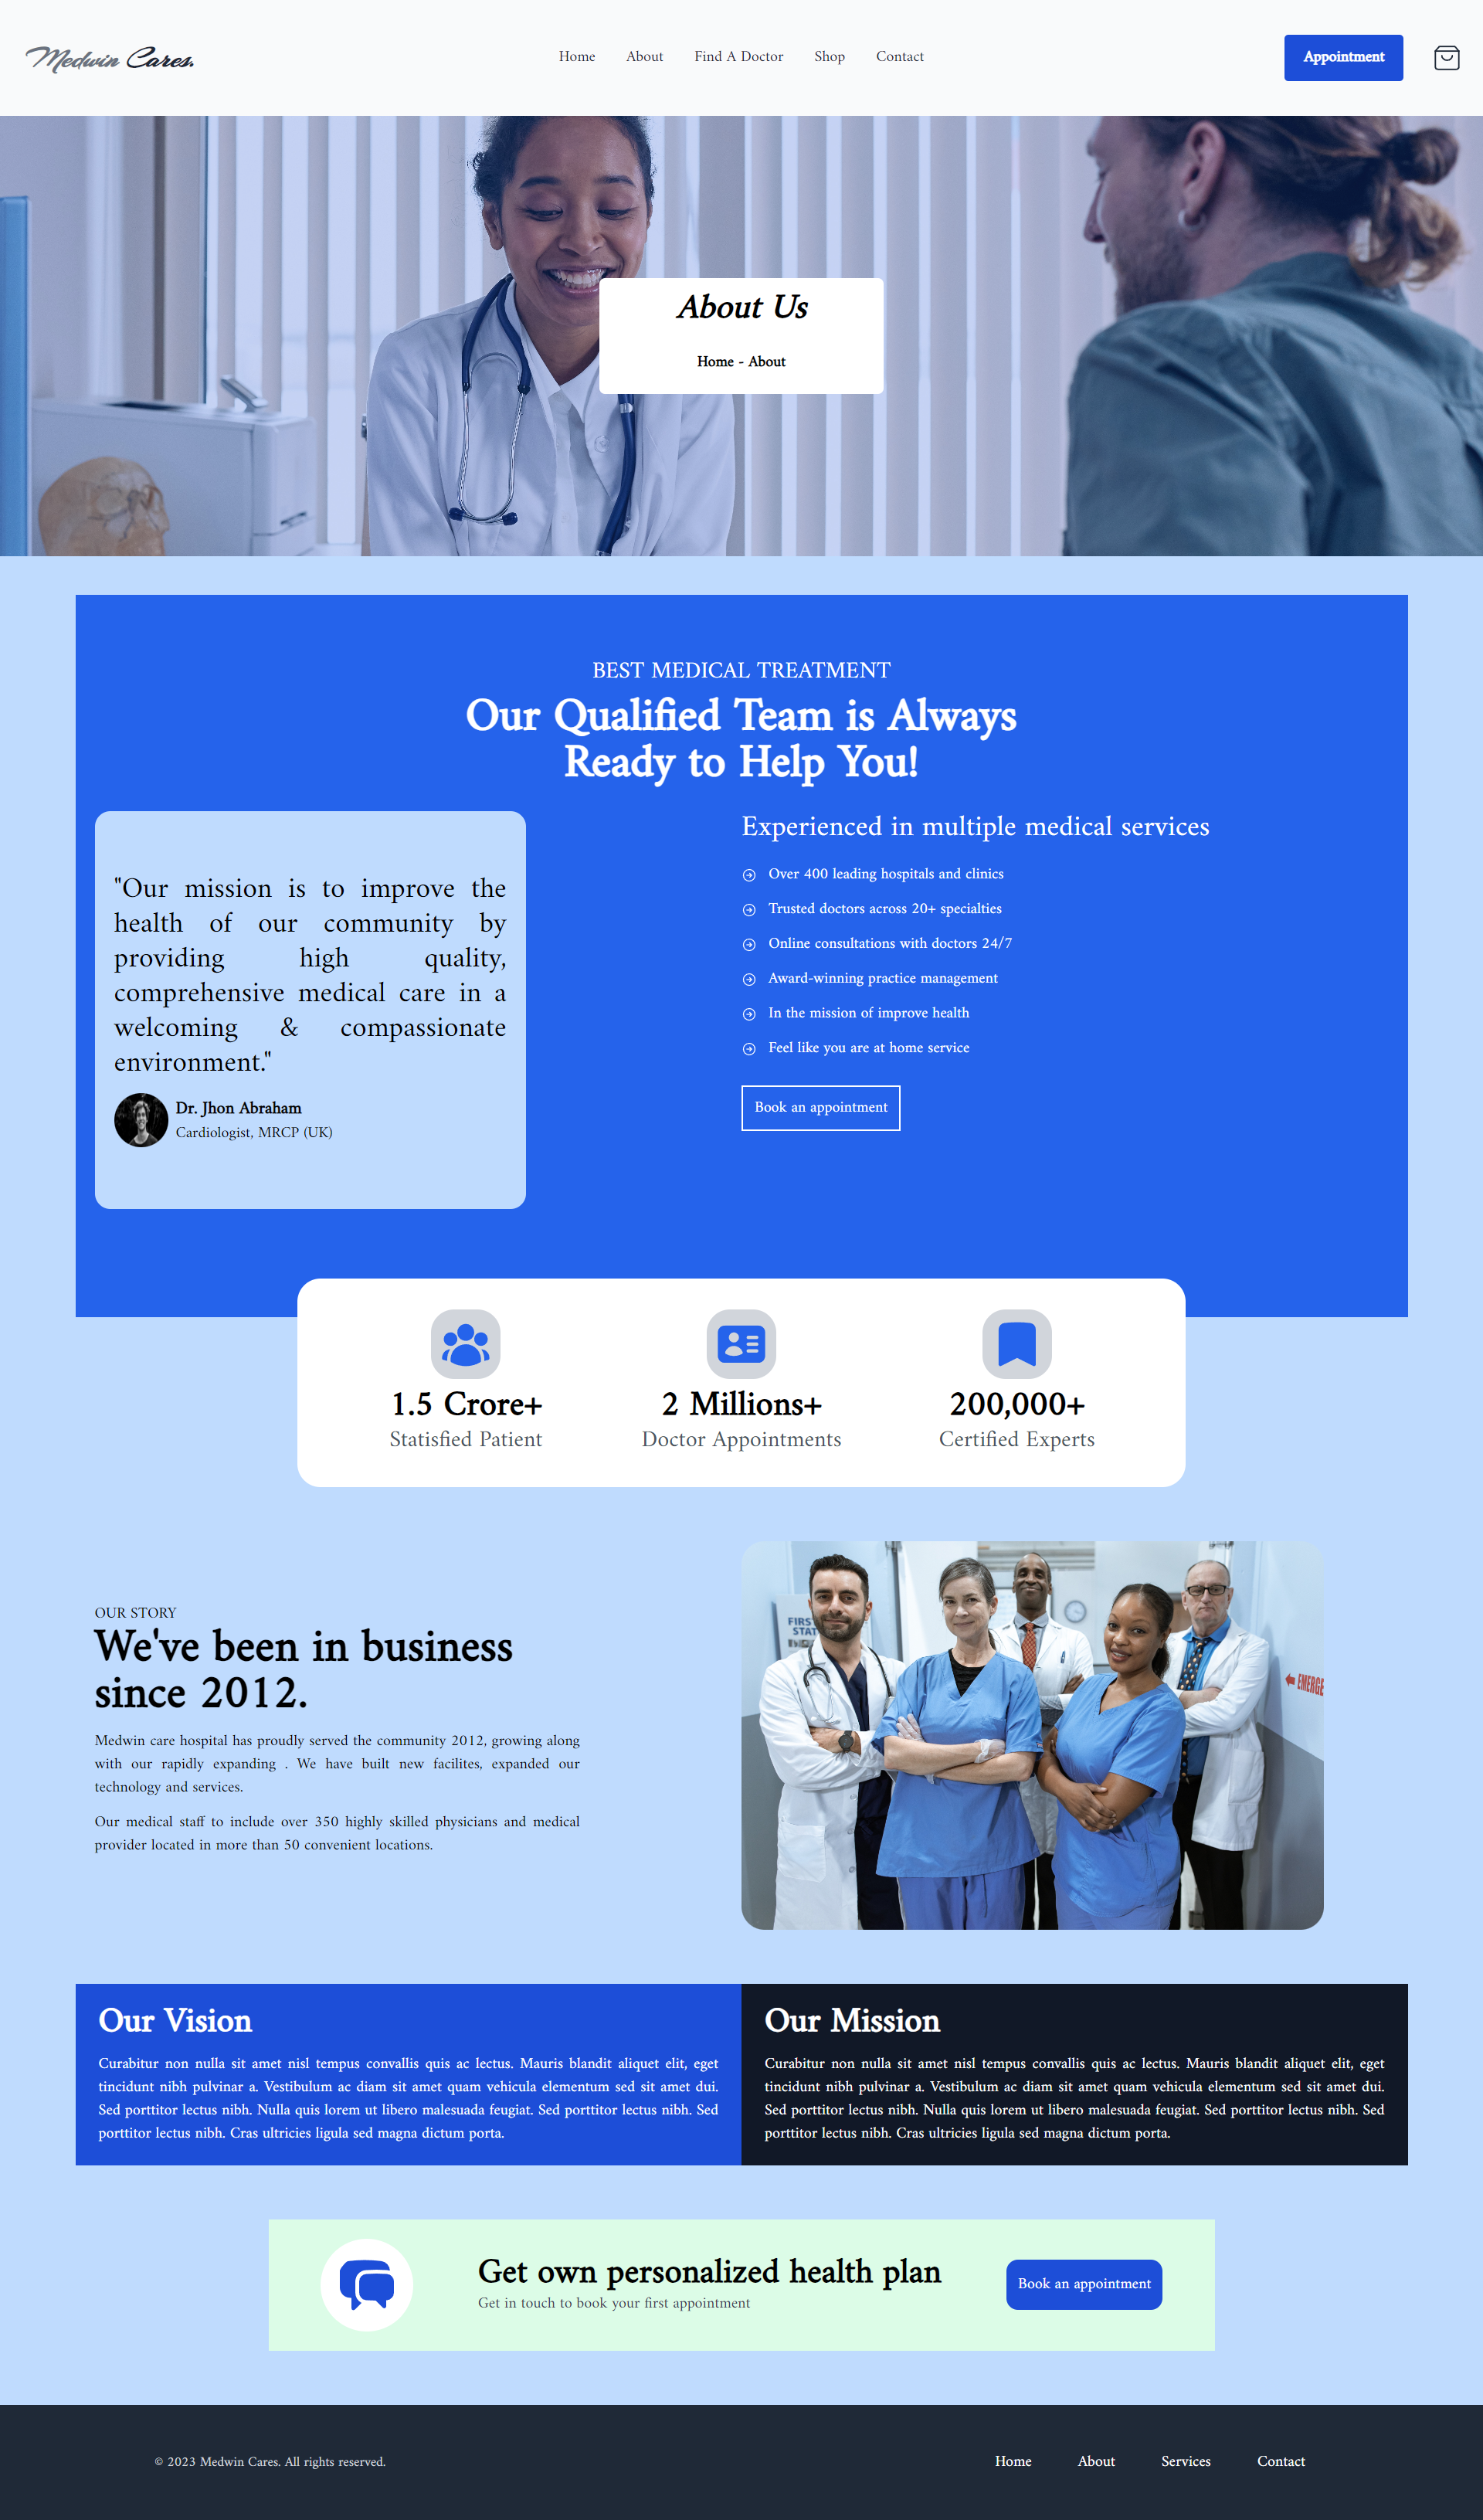 Medwin Cares.
Home About Find A Doctor Shop Contact
Appointment
About Us
Home - About
BEST MEDICAL TREATMENT
Our Qualified Team is Always
Ready to Help You!
"Our mission is to improve the
health of our community by
providing high quality,
comprehensive medical care in a
welcoming & compassionate
environment."
Dr. Jhon Abraham
Cardiologist, MRCP (UK)
Experienced in multiple medical services
Over 400 leading hospitals and clinics
Trusted doctors across 20+ specialties
Online consultations with doctors 24/7
Award-winning practice management
In the mission of improve health
Feel like you are at home service
Book an appointment
1.5 Crore+
Statisfied Patient
2 Millions+
Doctor Appointments
200,000+
Certified Experts
OUR STORY
We've been in business
since 2012.
Medwin care hospital has proudly served the community 2012, growing along
with our rapidly expanding . We have built new facilites, expanded our
technology and services.
Our medical staff to include over 350 highly skilled physicians and medical
provider located in more than 50 convenient locations.
FIRST
EMERGE
Our Vision
Curabitur non nulla sit amet nisl tempus convallis quis ac lectus. Mauris blandit aliquet elit, eget
tincidunt nibh pulvinar a. Vestibulum ac diam sit amet quam vehicula elementum sed sit amet dui.
Sed porttitor lectus nibh. Nulla quis lorem ut libero malesuada feugiat. Sed porttitor lectus nibh. Sed
porttitor lectus nibh. Cras ultricies ligula sed magna dictum porta.
Our Mission
Curabitur non nulla sit amet nisl tempus convallis quis ac lectus. Mauris blandit aliquet elit, eget
tincidunt nibh pulvinar a. Vestibulum ac diam sit amet quam vehicula elementum sed sit amet dui.
Sed porttitor lectus nibh. Nulla quis lorem ut libero malesuada feugiat. Sed porttitor lectus nibh. Sed
porttitor lectus nibh. Cras ultricies ligula sed magna dictum porta.
Get own personalized health plan
Get in touch to book your first appointment
Book an appointment
© 2023 Medwin Cares. All rights reserved.
Home About Services Contact